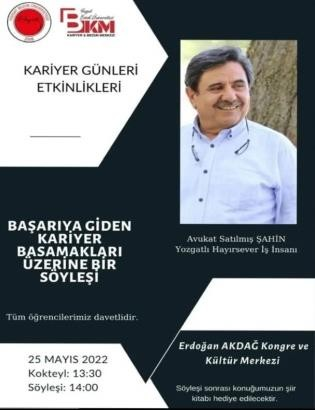 BKM
KARİYER & MEZUN MERKEZİ
KARİYER GÜNLERİ
ETKİNLİKLERİ
Avukat Satılmış ŞAHİN
Yozgatlı Hayırsever İş İnsanı
BAŞARIYA GİDEN
KARİYER
BASAMAKLARI
ÜZERİNE BİR
SÖYLEŞİ
Tüm öğrencilerimiz davetlidir.
25 MAYIS 2022
Kokteyl: 13:30
Söyleşi: 14:00
Erdoğan AKDAĞ Kongre ve
Kültür Merkezi
Söyleşi sonrası konuğumuzun şiir
kitabı hediye edilecektir.